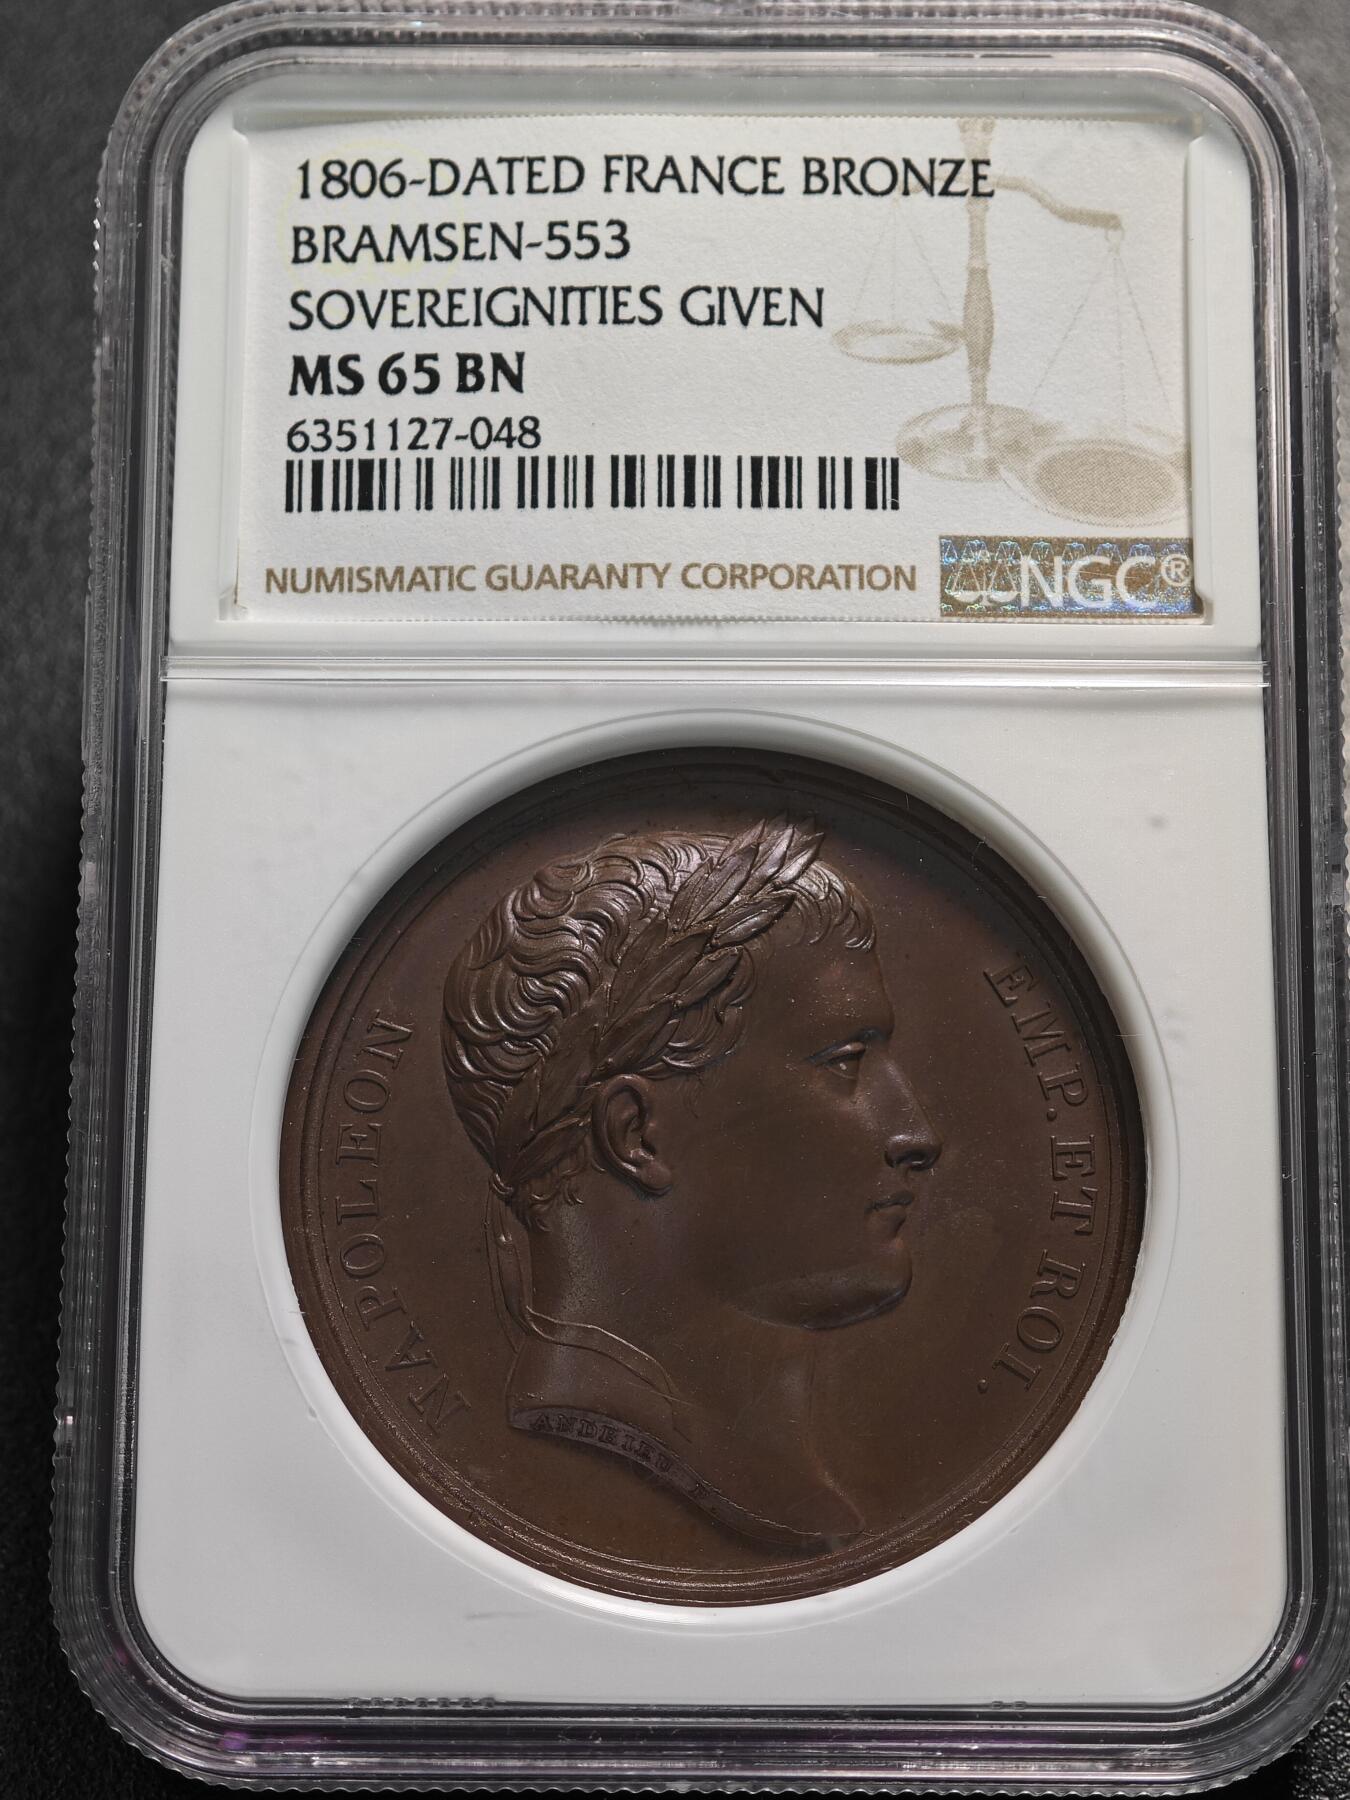 1806-DATED FRANCE BRONZE
BRAMSEN-553
SOVEREIGNITIES GIVEN
MS 65 BN
6351127-048
NUMISMATIC GUARANTY CORPORATION
NGC®
NAPOLEON
EMP. ET ROI.
ANDRIEU F.